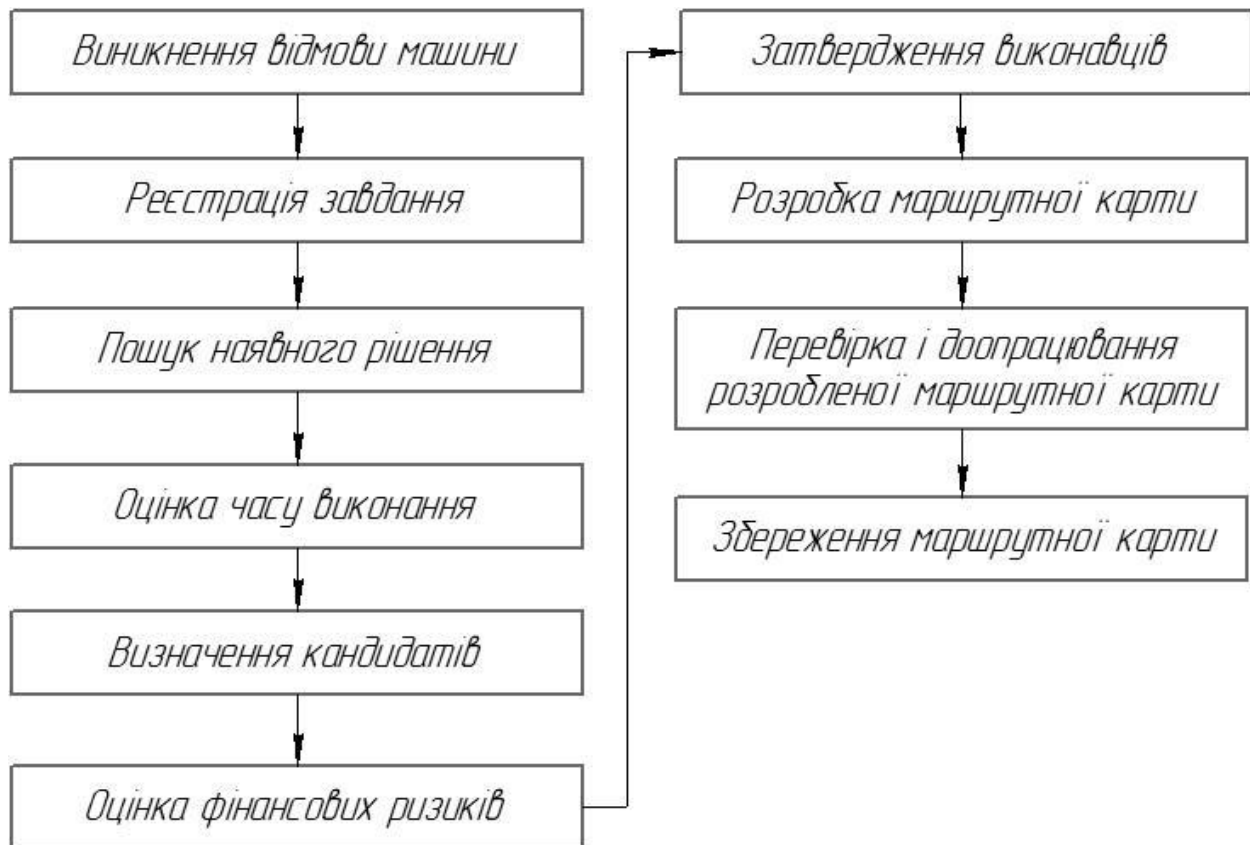 Виникнення відмови машини
Реєстрація завдання
Пошук наявного рішення
Оцінка часу виконання
Визначення кандидатів
Оцінка фінансових ризиків
Затвердження виконавців
Розробка маршрутної карти
Перевірка і доопрацювання
розробленої маршрутної карти
Збереження маршрутної карти